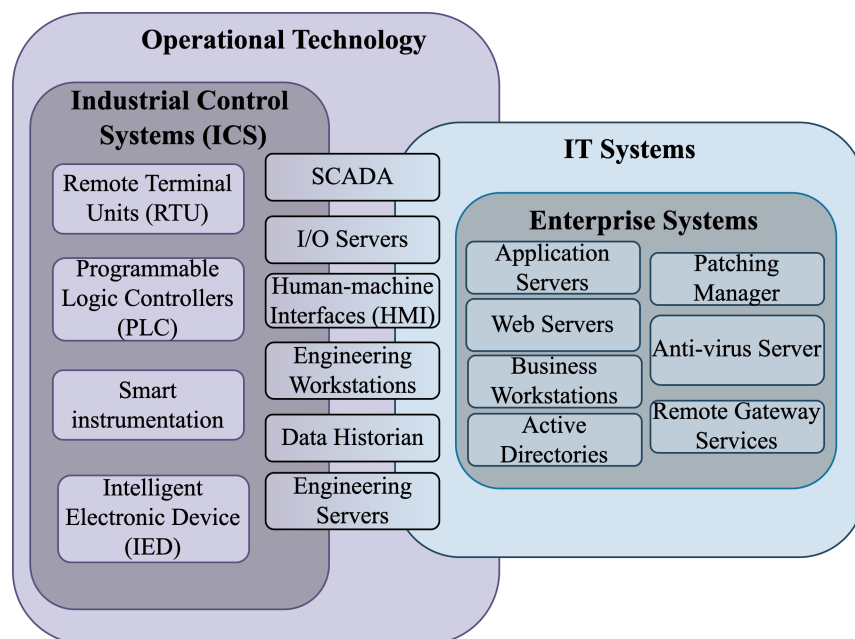 Operational Technology
Industrial Control
Systems (ICS)
Remote Terminal
Units (RTU)
Programmable
Logic Controllers
(PLC)
Smart
instrumentation
Intelligent
Electronic Device
(IED)
SCADA
I/O Servers
Human-machine
Interfaces (HMI)
Engineering
Workstations
Data Historian
Engineering
Servers
IT Systems
Enterprise Systems
Application
Servers
Web Servers
Business
Workstations
Active
Directories
Patching
Manager
Anti-virus Server
Remote Gateway
Services